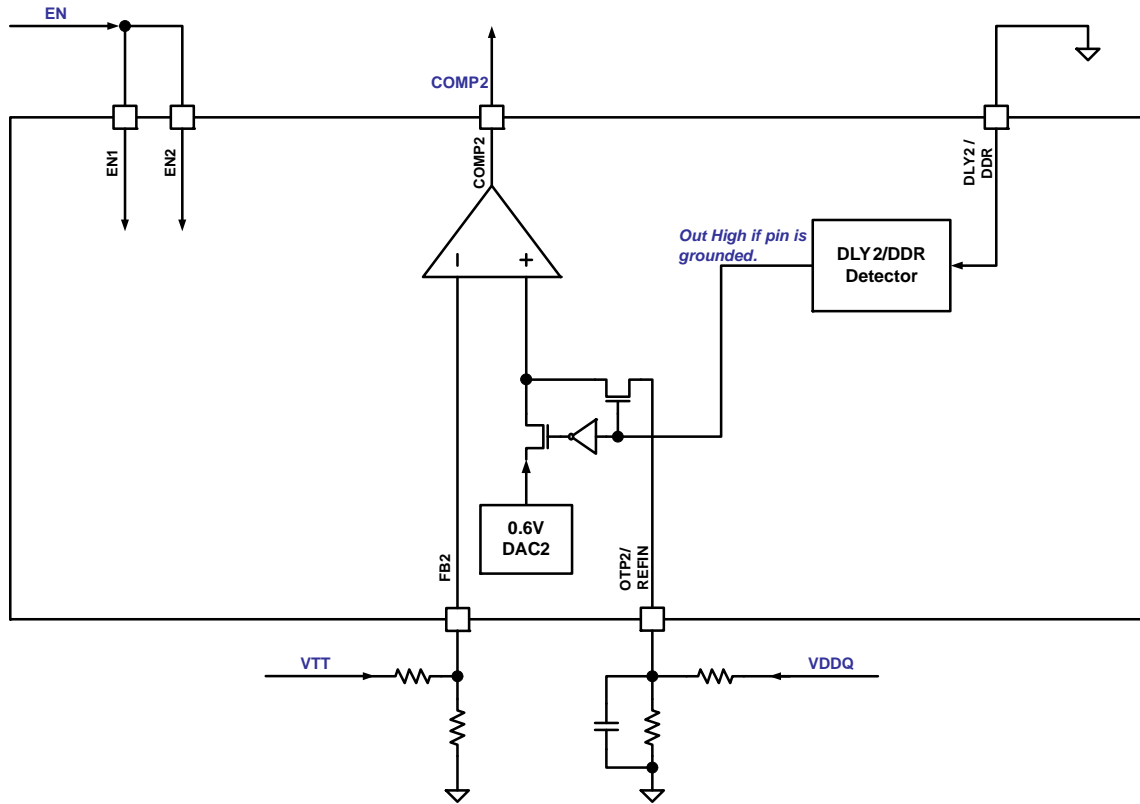 EN
COMP2
EN1
EN2
COMP2
DLY2 /
DDR
Out High if pin is
grounded.
DLY2/DDR
Detector
0.6V
DAC2
FB2
OTP2/
REFIN
VTT
VDDQ